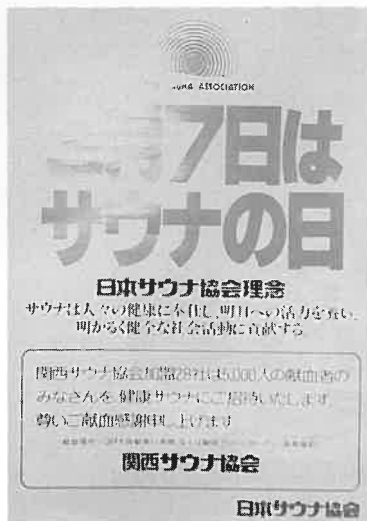 ASSOCIATION
7日は
サウナの日
日本サウナ協会理念
サウナは人々の健康に奉仕し、明日への活力を養い、
明かるく健全な社会活動に貢献する
関西サウナ協会加盟28社は5,000人の献血者の
みなさんを、健康サウナにご招待いたします
尊いご献血感謝申し上げます
関西サウナ協会
日本サウナ協会